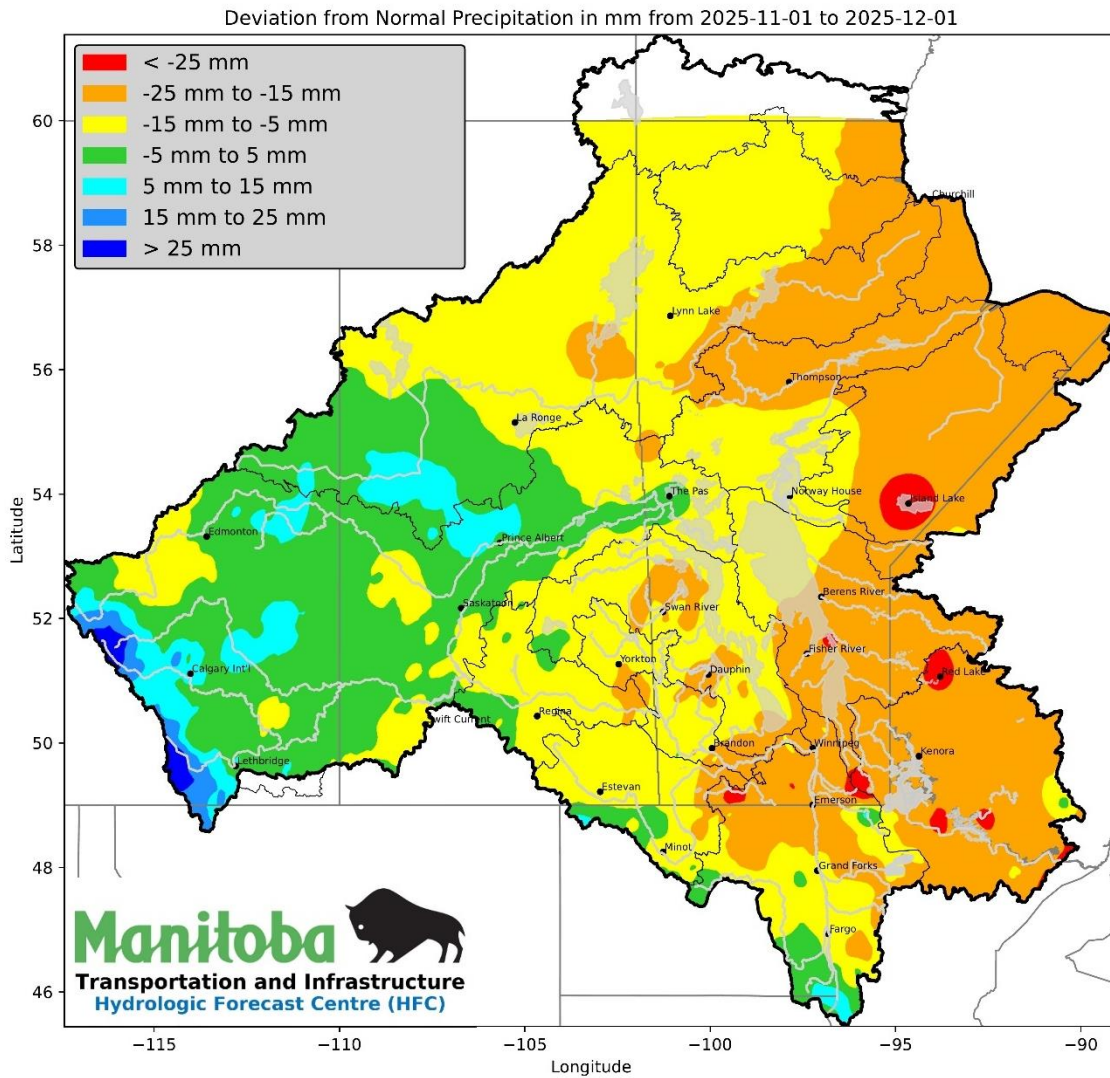 Deviation from Normal Precipitation in mm from 2025-11-01 to 2025-12-01
< -25 mm
-25 mm to -15 mm
-15 mm to -5 mm
-5 mm to 5 mm
5 mm to 15 mm
15 mm to 25 mm
> 25 mm
60
58
56
54
52
50
48
46
Latitude
Churchill
Lynn Lake
Thompson
La Ronge
The Pas
Norway House
Island Lake
Edmonton
Prince Albert
Berens River
Saskatoon
Swan River
Fisher River
Yorkton
Dauphin
Calgary Int'l
Red Lake
Regina
Swift Current
Brandon
Winnipeg
Kenora
Lethbridge
Estevan
Emerson
Minot
Grand Forks
Fargo
Manitoba
Transportation and Infrastructure
Hydrologic Forecast Centre (HFC)
−115
−110
−105
−100
−95
−90
Longitude